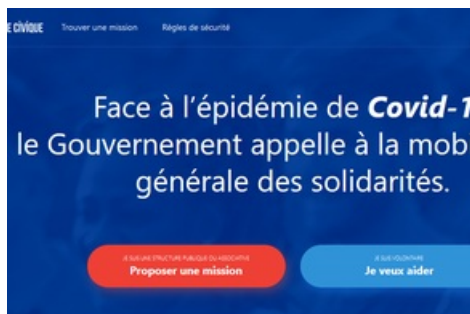 E CIVIQUE Trouver une mission Règles de sécurité
Face à l'épidémie de Covid-1
le Gouvernement appelle à la mob
générale des solidarités.
JE SUIS UNE STRUCTURE PUBLIQUE OU ASSOCIATIVE JE SUIS VOLONTAIRE
Proposer une mission Je veux aider